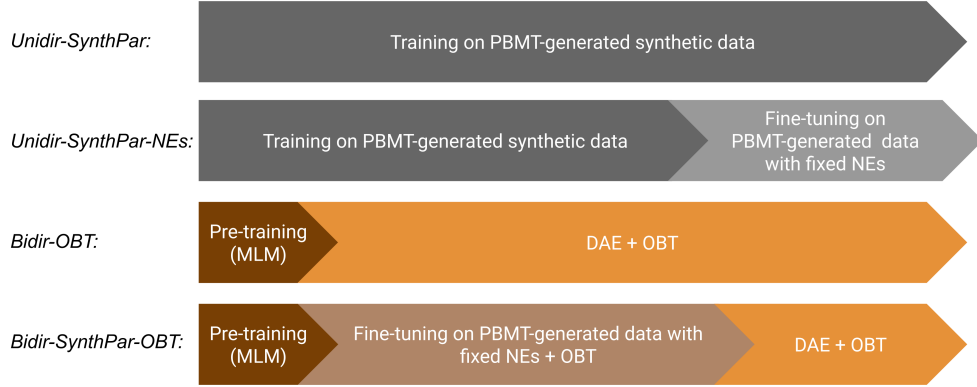 Unidir-SynthPar:
Training on PBMT-generated synthetic data
Unidir-SynthPar-NEs:
Training on PBMT-generated synthetic data
Fine-tuning on
PBMT-generated data
with fixed NEs
Bidir-OBT:
Pre-training
(MLM)
DAE + OBT
Bidir-SynthPar-OBT:
Pre-training
(MLM)
Fine-tuning on PBMT-generated data with
fixed NEs + OBT
DAE + OBT